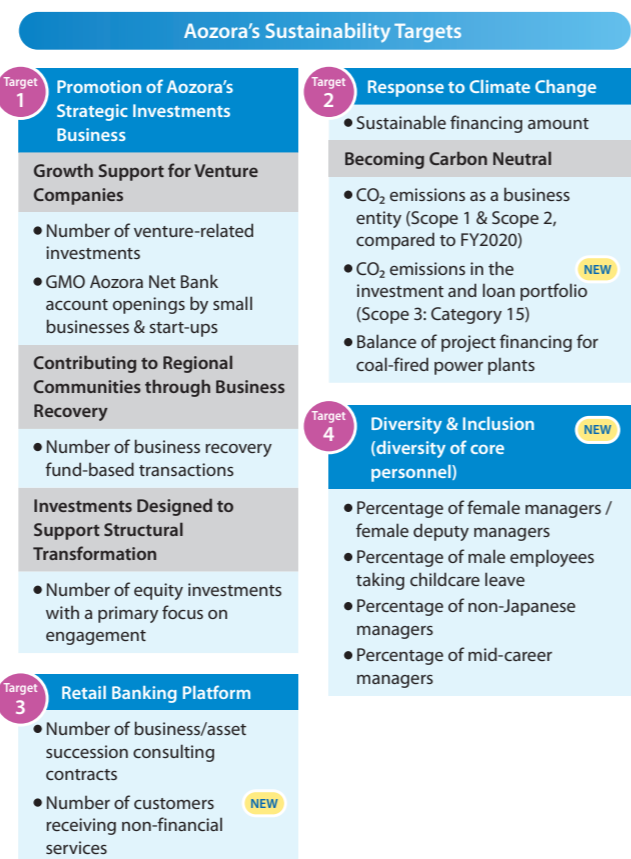 Aozora's Sustainability Targets
Target
1
Promotion of Aozora's
Strategic Investments
Business
Growth Support for Venture
Companies
● Number of venture-related
investments
● GMO Aozora Net Bank
account openings by small
businesses & start-ups
Contributing to Regional
Communities through Business
Recovery
● Number of business recovery
fund-based transactions
Investments Designed to
Support Structural
Transformation
● Number of equity investments
with a primary focus on
engagement
Target
2
Response to Climate Change
● Sustainable financing amount
Becoming Carbon Neutral
● CO₂ emissions as a business
entity (Scope 1 & Scope 2,
compared to FY2020)
● CO₂ emissions in the NEW
investment and loan portfolio
(Scope 3: Category 15)
● Balance of project financing for
coal-fired power plants
Target
3
Retail Banking Platform
● Number of business/asset
succession consulting
contracts
● Number of customers NEW
receiving non-financial
services
Target
4
Diversity & Inclusion NEW
(diversity of core
personnel)
● Percentage of female managers /
female deputy managers
● Percentage of male employees
taking childcare leave
● Percentage of non-Japanese
managers
● Percentage of mid-career
managers